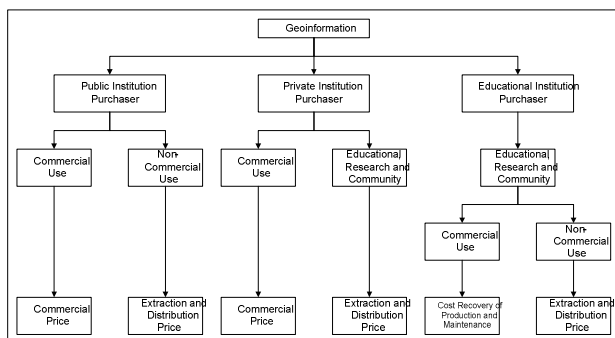 Geoinformation
Public Institution
Purchaser
Private Institution
Purchaser
Educational Institution
Purchaser
Commercial
Use
Non-
Commercial
Use
Commercial
Use
Educational,
Research and
Community
Educational,
Research and
Community
Commercial
Use
Non-
Commercial
Use
Commercial
Price
Extraction and
Distribution
Price
Commercial
Price
Extraction and
Distribution
Price
Cost Recovery of
Production and
Maintenance
Extraction and
Distribution
Price